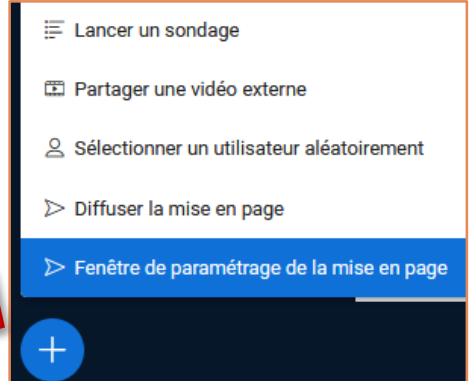 Lancer un sondage
Partager une vidéo externe
Sélectionner un utilisateur aléatoirement
Diffuser la mise en page
Fenêtre de paramétrage de la mise en page